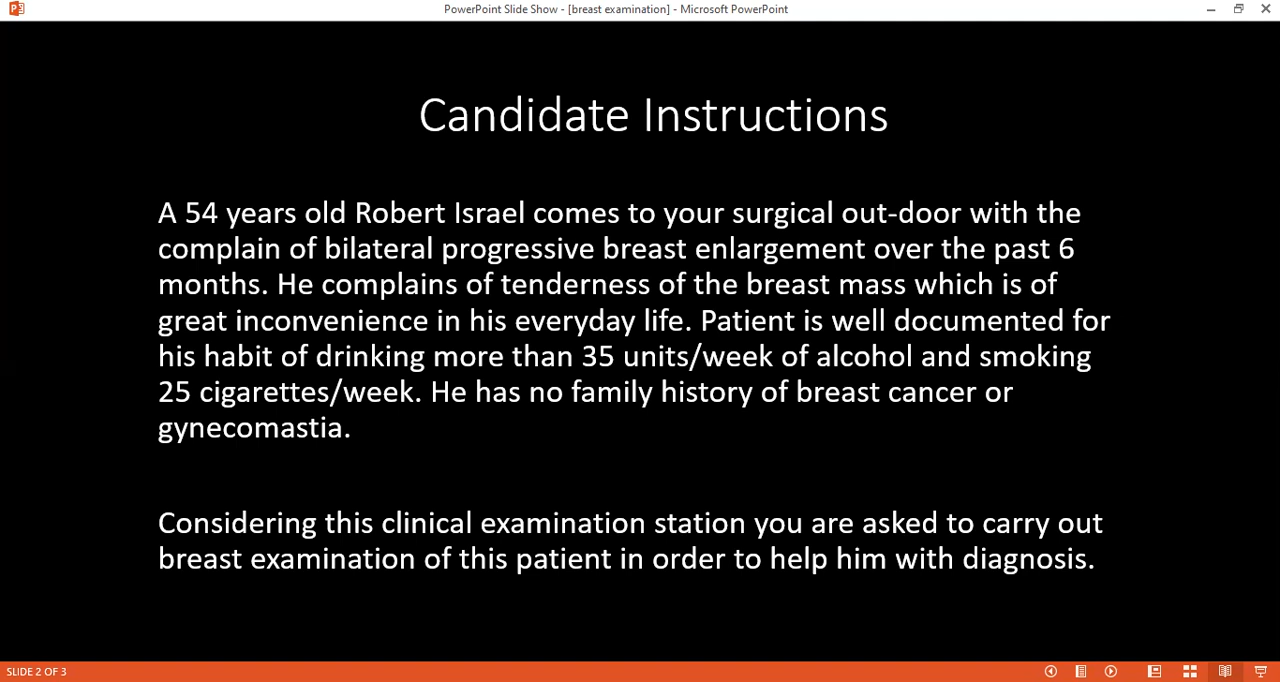 PowerPoint Slide Show - [breast examination] - Microsoft PowerPoint
Candidate Instructions
A 54 years old Robert Israel comes to your surgical out-door with the
complain of bilateral progressive breast enlargement over the past 6
months. He complains of tenderness of the breast mass which is of
great inconvenience in his everyday life. Patient is well documented for
his habit of drinking more than 35 units/week of alcohol and smoking
25 cigarettes/week. He has no family history of breast cancer or
gynecomastia.
Considering this clinical examination station you are asked to carry out
breast examination of this patient in order to help him with diagnosis.
SLIDE 2 OF 3